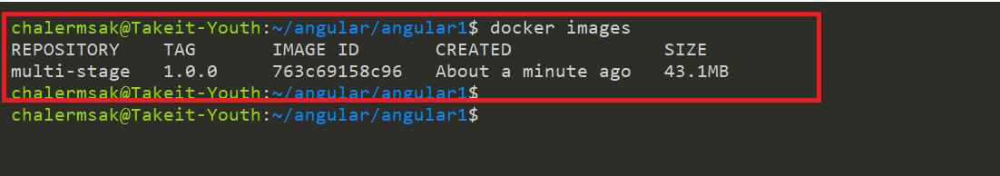 chalermsak@Takeit-Youth:~/angular/angular1$ docker images
REPOSITORY   TAG     IMAGE ID       CREATED              SIZE
multi-stage   1.0.0   763c69158c96   About a minute ago   43.1MB
chalermsak@Takeit-Youth:~/angular/angular1$
chalermsak@Takeit-Youth:~/angular/angular1$